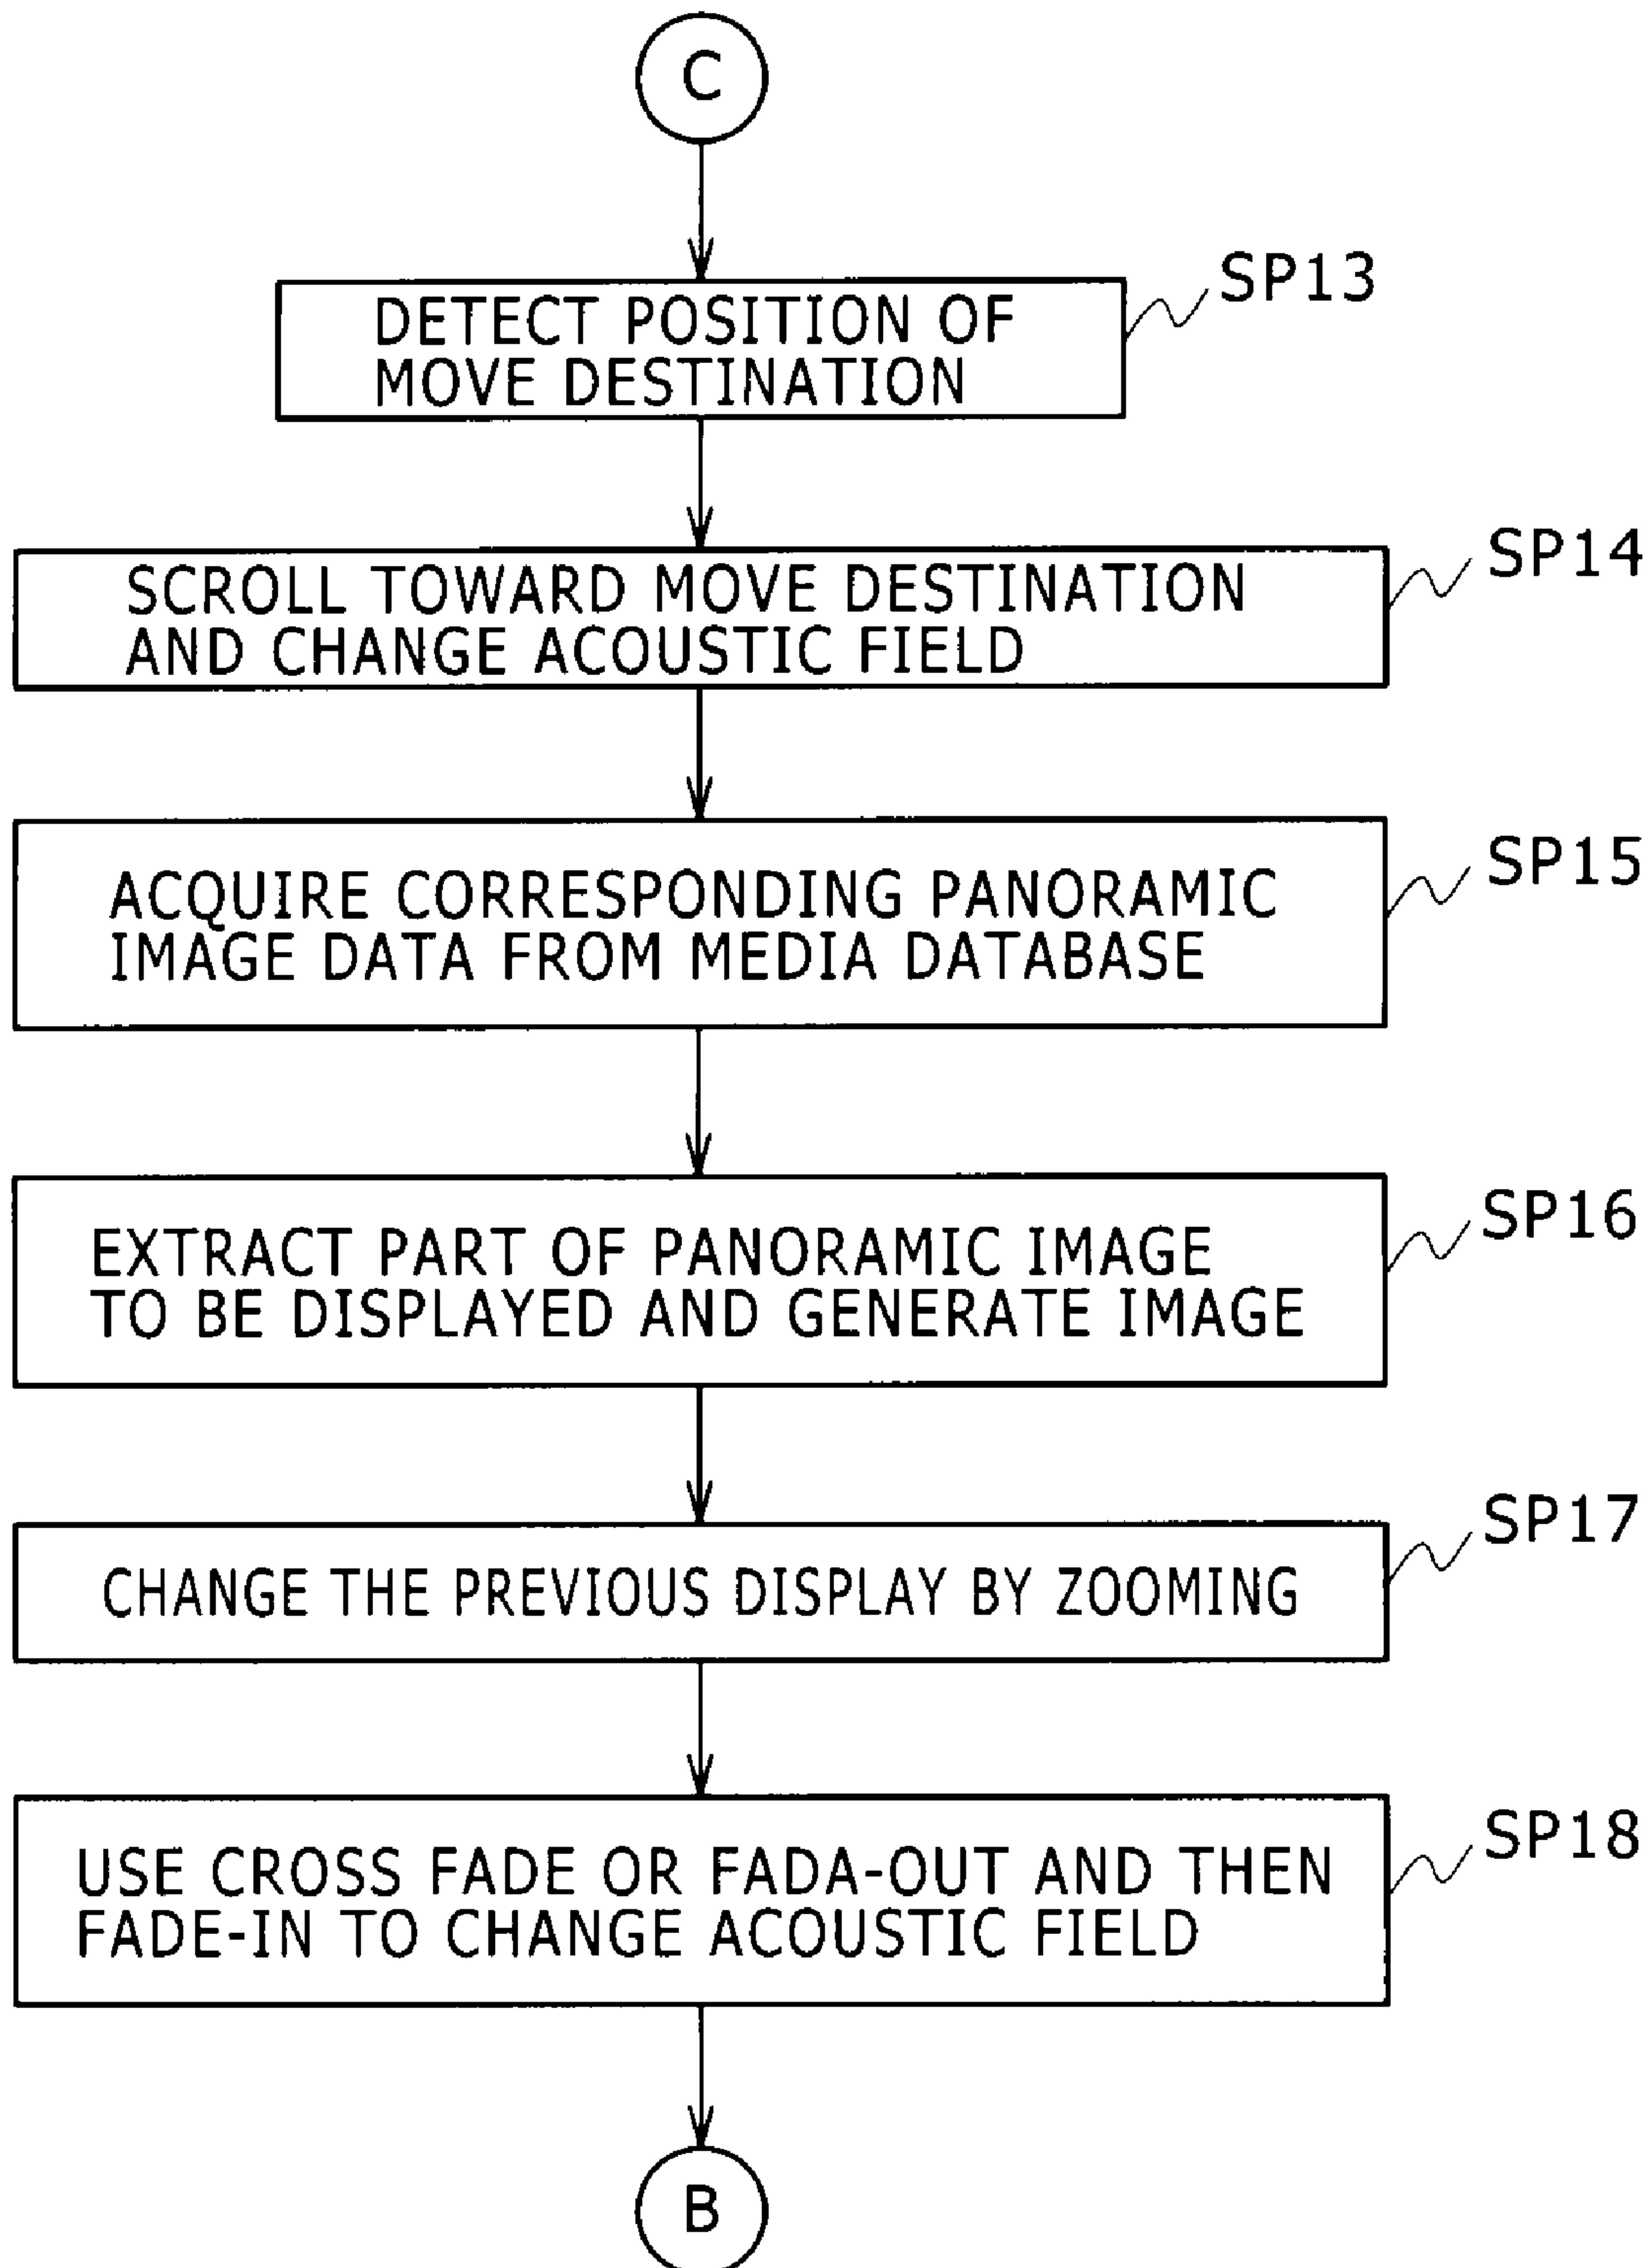 C
SP13
DETECT POSITION OF
MOVE DESTINATION
SP14
SCROLL TOWARD MOVE DESTINATION
AND CHANGE ACOUSTIC FIELD
SP15
ACQUIRE CORRESPONDING PANORAMIC
IMAGE DATA FROM MEDIA DATABASE
SP16
EXTRACT PART OF PANORAMIC IMAGE
TO BE DISPLAYED AND GENERATE IMAGE
SP17
CHANGE THE PREVIOUS DISPLAY BY ZOOMING
SP18
USE CROSS FADE OR FADA-OUT AND THEN
FADE-IN TO CHANGE ACOUSTIC FIELD
B